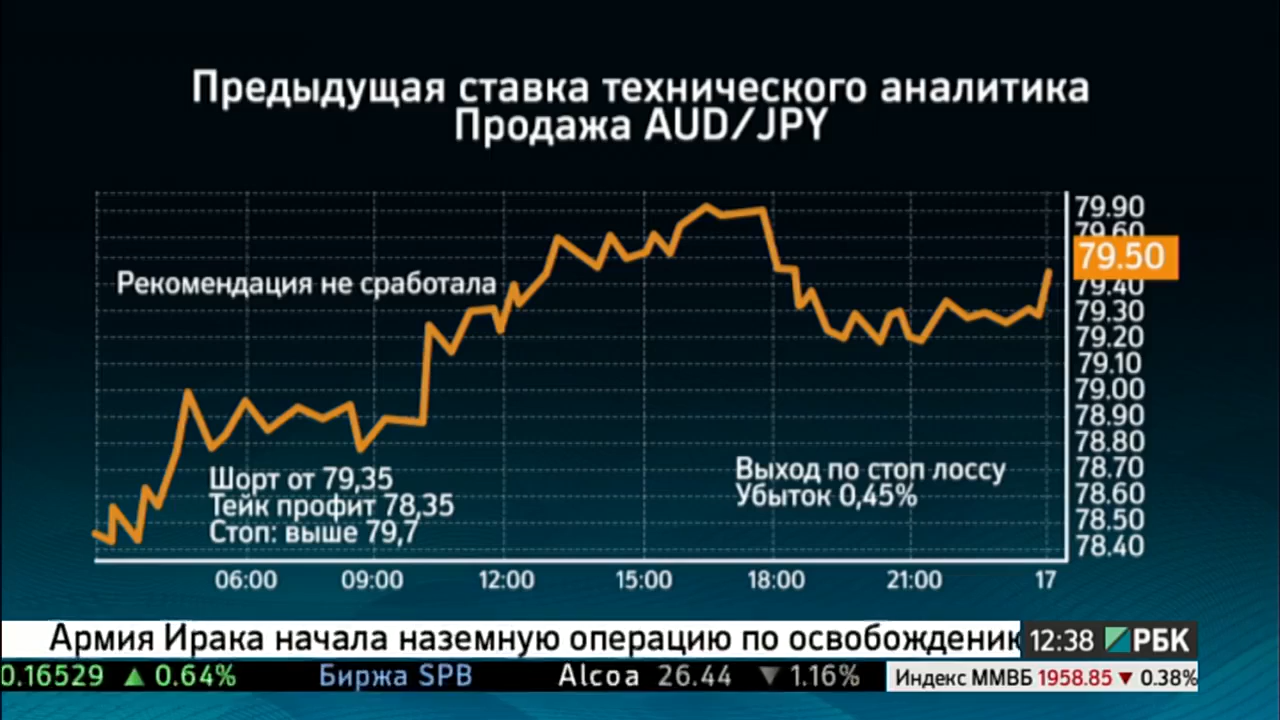 Предыдущая ставка технического аналитика
Продажа AUD/JPY
79.90
79.60
79.50
79.40
79.30
79.20
79.10
79.00
78.90
78.80
78.70
78.60
78.50
78.40
Рекомендация не сработала
Шорт от 79,35
Тейк профит 78,35
Стоп: выше 79,7
Выход по стоп лоссу
Убыток 0,45%
06:00 09:00 12:00 15:00 18:00 21:00 17
Армия Ирака начала наземную операцию по освобождению 12:38 РБК
0.16529 ▲ 0.64% Биржа SPB Alcoa 26.44 ▼ 1.16% Индекс ММВБ 1958.85 ▼ 0.38%